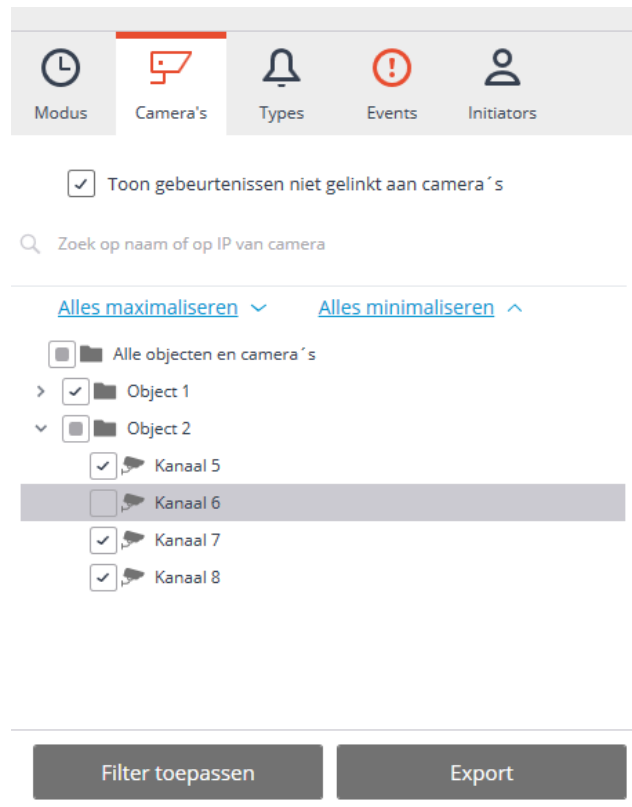 Modus Camera's Types Events Initiators
Toon gebeurtenissen niet gelinkt aan camera´s
Zoek op naam of op IP van camera
Alles maximaliseren Alles minimaliseren
Alle objecten en camera´s
Object 1
Object 2
Kanaal 5
Kanaal 6
Kanaal 7
Kanaal 8
Filter toepassen Export